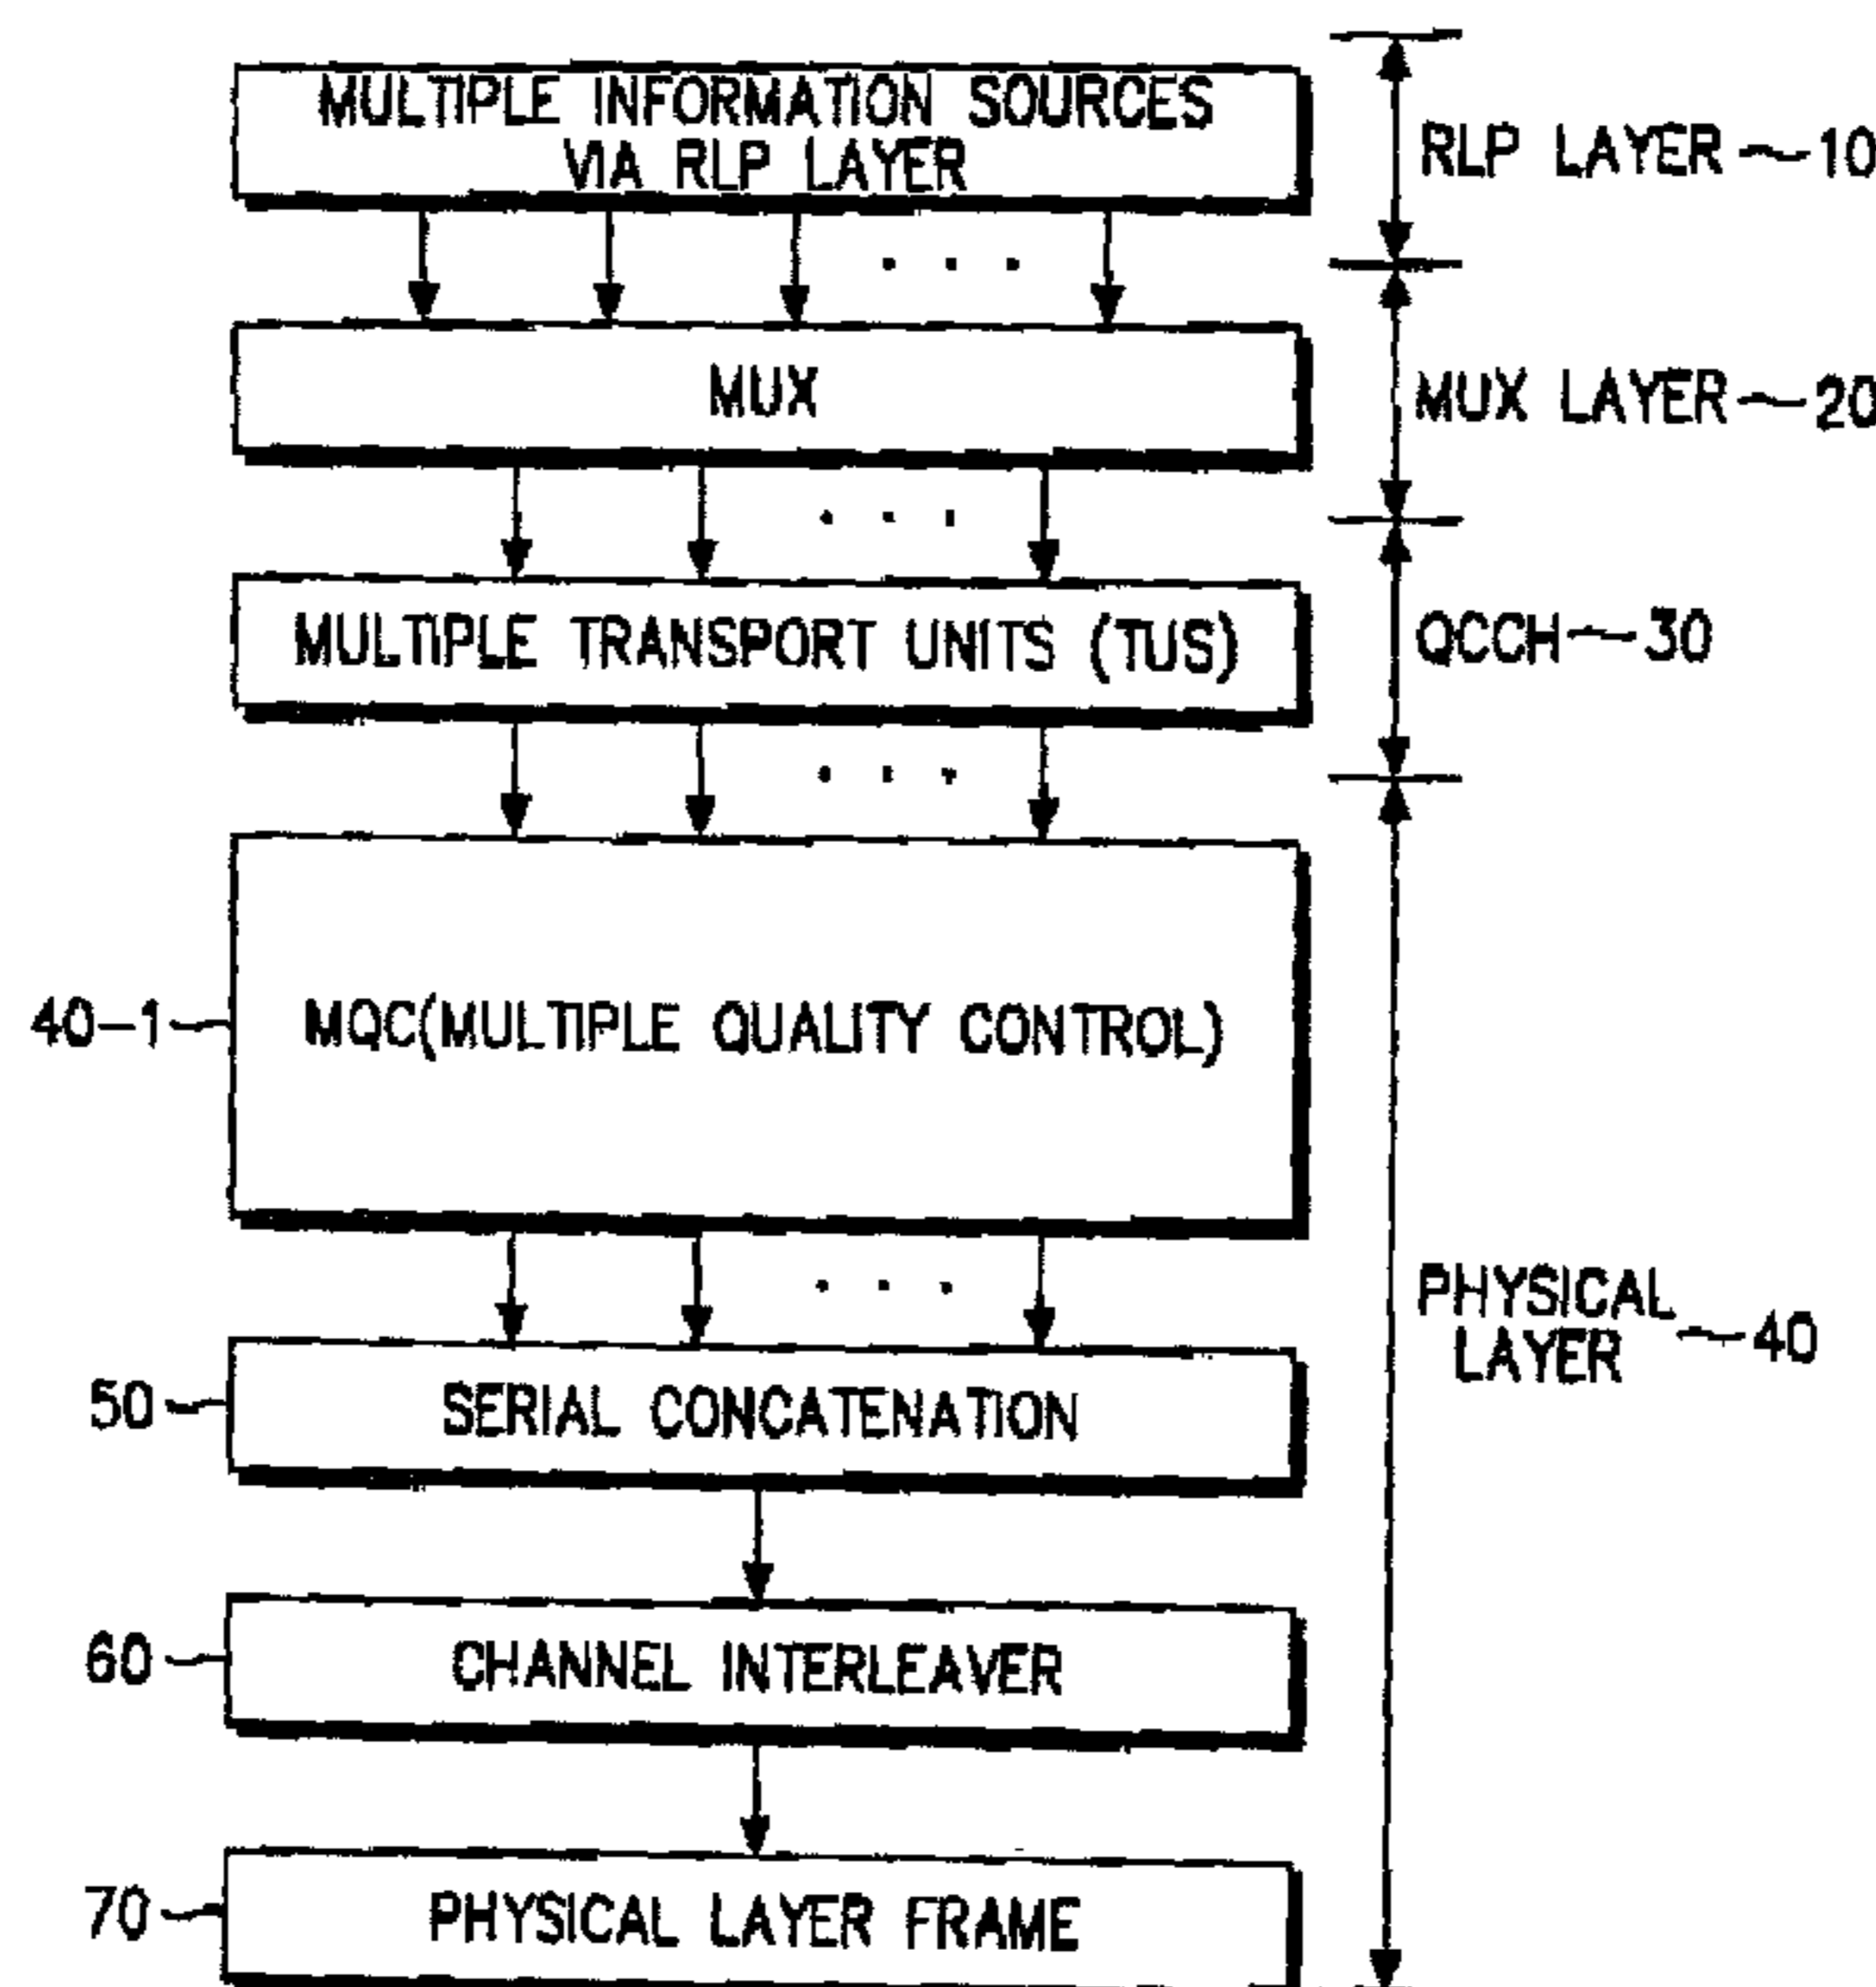 MULTIPLE INFORMATION SOURCES
VIA RLP LAYER
RLP LAYER 10
MUX
MUX LAYER 20
MULTIPLE TRANSPORT UNITS (TUS)
QCCH 30
40-1
MQC(MULTIPLE QUALITY CONTROL)
PHYSICAL
LAYER 40
50
SERIAL CONCATENATION
60
CHANNEL INTERLEAVER
70
PHYSICAL LAYER FRAME